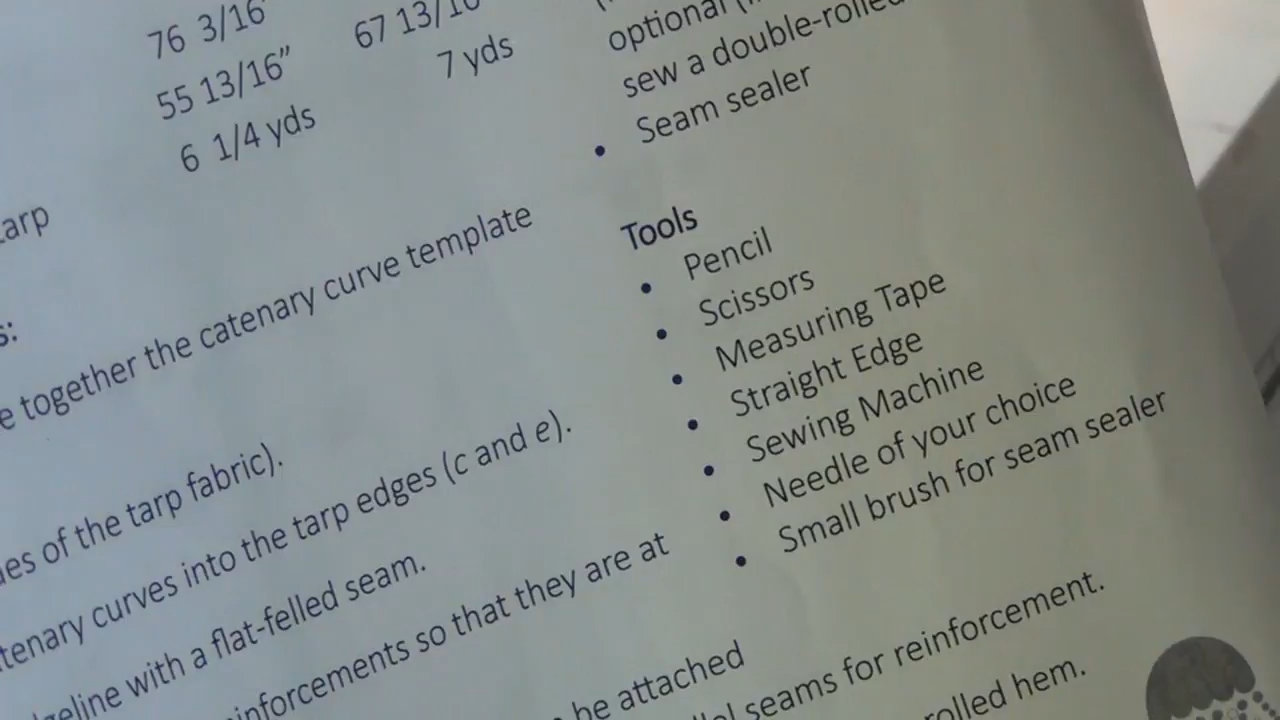 76 3/16
67 13/16
55 13/16"
7 yds
6 1/4 yds
optional
sew a double-rolled
• Seam sealer
Tools
• Pencil
• Scissors
• Measuring Tape
• Straight Edge
• Sewing Machine
• Needle of your choice
• Small brush for seam sealer
tarp
s:
together the catenary curve template
of the tarp fabric).
curves into the tarp edges (c and e).
with a flat-felled seam.
so that they are at
be attached
seams for reinforcement.
rolled hem.